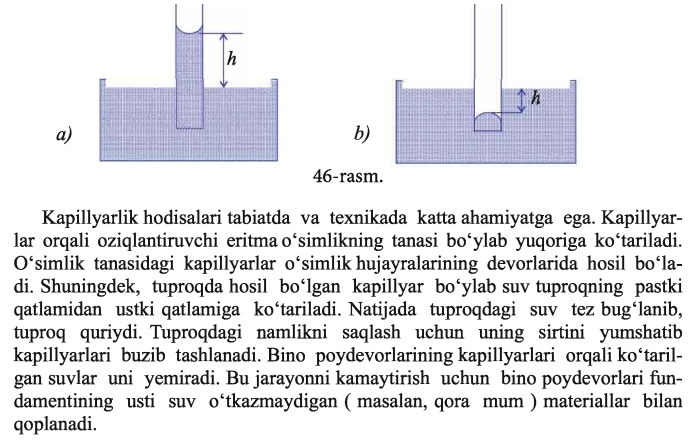 h
h
a)
b)
46-rasm.
Kapillyarlik hodisalari tabiatda va texnikada katta ahamiyatga ega. Kapillyar-
lar orqali oziqlantiruvchi eritma o‘simlikning tanasi bo‘ylab yuqoriga ko‘tariladi.
O‘simlik tanasidagi kapillyarlar o‘simlik hujayralarining devorlarida hosil bo‘la-
di. Shuningdek, tuproqda hosil bo‘lgan kapillyar bo‘ylab suv tuproqning pastki
qatlamidan ustki qatlamiga ko‘tariladi. Natijada tuproqdagi suv tez bug‘lanib,
tuproq quriydi. Tuproqdagi namlikni saqlash uchun uning sirtini yumshatib
kapillyarlari buzib tashlanadi. Bino poydevorlarining kapillyarlari orqali ko‘taril-
gan suvlar uni yemiradi. Bu jarayonni kamaytirish uchun bino poydevorlari fun-
damentining usti suv o‘tkazmaydigan ( masalan, qora mum ) materiallar bilan
qoplanadi.